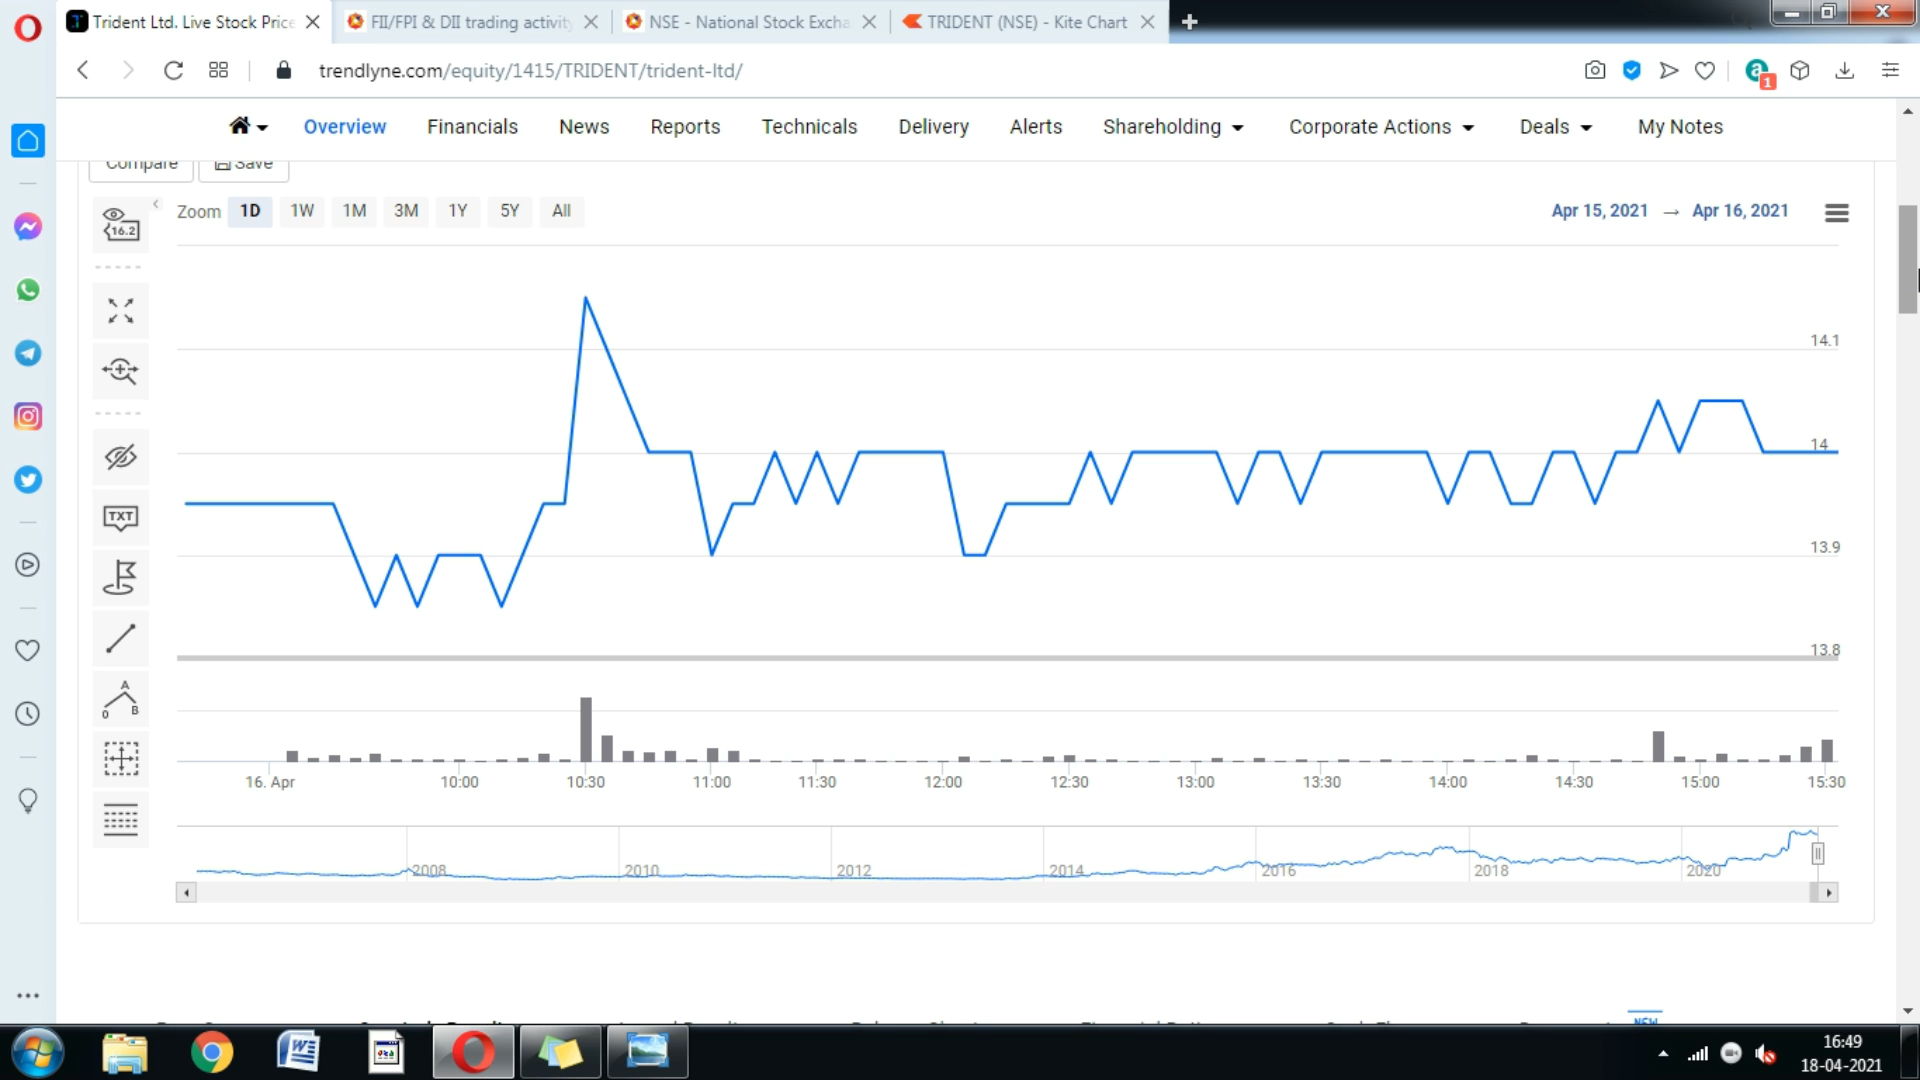 Trident Ltd. Live Stock Price
FII/FPI & DII trading activity
NSE - National Stock Excha
TRIDENT (NSE) - Kite Chart
trendlyne.com/equity/1415/TRIDENT/trident-ltd/
a
1
Overview
Financials
News
Reports
Technicals
Delivery
Alerts
Shareholding
Corporate Actions
Deals
My Notes
Compare
Save
16.2
Zoom
1D
1W
1M
3M
1Y
5Y
All
Apr 15, 2021 → Apr 16, 2021
14.1
14
13.9
13.8
TXT
A
0
B
16. Apr
10:00
10:30
11:00
11:30
12:00
12:30
13:00
13:30
14:00
14:30
15:00
15:30
2008
2010
2012
2014
2016
2018
2020
NEW
16:49
18-04-2021